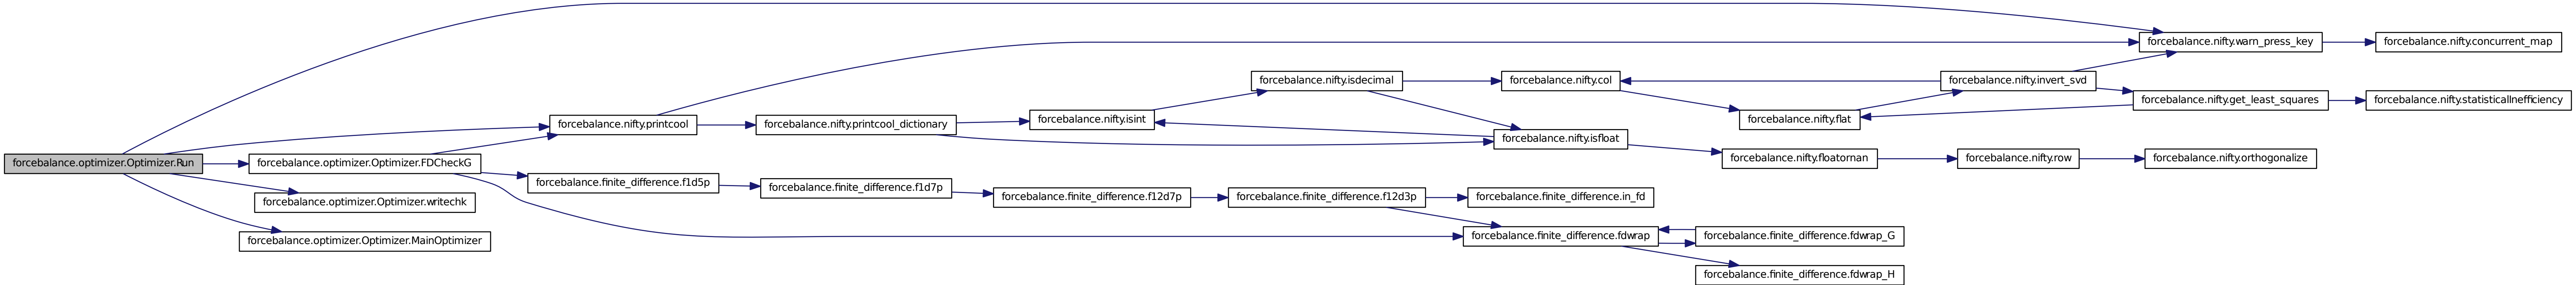 forcebalance.optimizer.Optimizer.Run
forcebalance.optimizer.Optimizer.FDCheckG
forcebalance.optimizer.Optimizer.writechk
forcebalance.optimizer.Optimizer.MainOptimizer
forcebalance.nifty.printcool
forcebalance.finite_difference.f1d5p
forcebalance.nifty.printcool_dictionary
forcebalance.finite_difference.f1d7p
forcebalance.nifty.isint
forcebalance.finite_difference.f12d7p
forcebalance.nifty.isdecimal
forcebalance.finite_difference.f12d3p
forcebalance.nifty.col
forcebalance.nifty.isfloat
forcebalance.finite_difference.in_fd
forcebalance.finite_difference.fdwrap
forcebalance.nifty.flat
forcebalance.nifty.floatornan
forcebalance.finite_difference.fdwrap_G
forcebalance.finite_difference.fdwrap_H
forcebalance.nifty.invert_svd
forcebalance.nifty.row
forcebalance.nifty.warn_press_key
forcebalance.nifty.get_least_squares
forcebalance.nifty.orthogonalize
forcebalance.nifty.concurrent_map
forcebalance.nifty.statisticalInefficiency